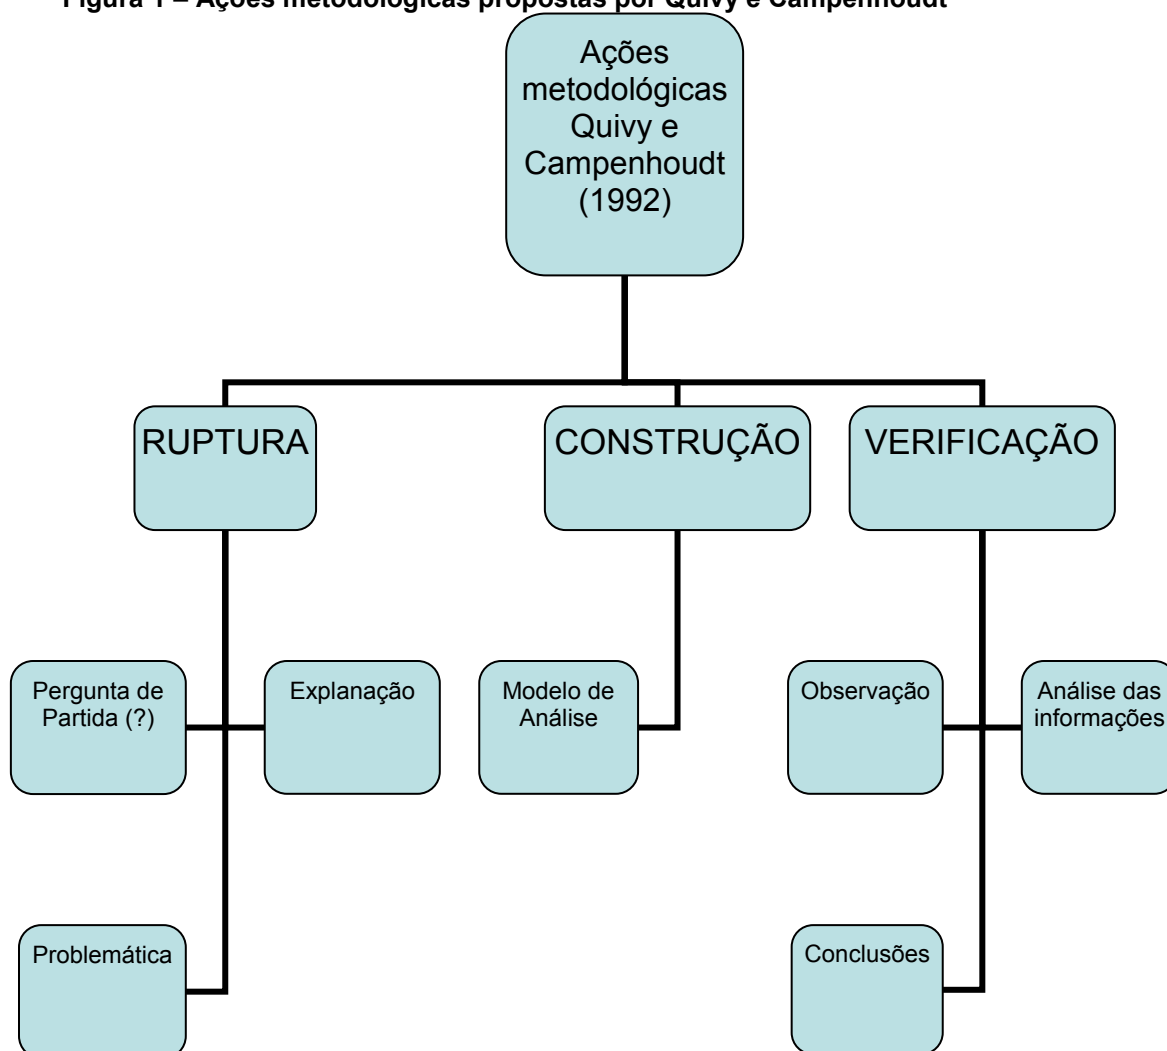 Figura 1 – Ações metodológicas propostas por Quivy e Campenhoudt
Ações
metodológicas
Quivy e
Campenhoudt
(1992)
RUPTURA
CONSTRUÇÃO
VERIFICAÇÃO
Pergunta de
Partida (?)
Explanação
Modelo de
Análise
Observação
Análise das
informações
Problemática
Conclusões